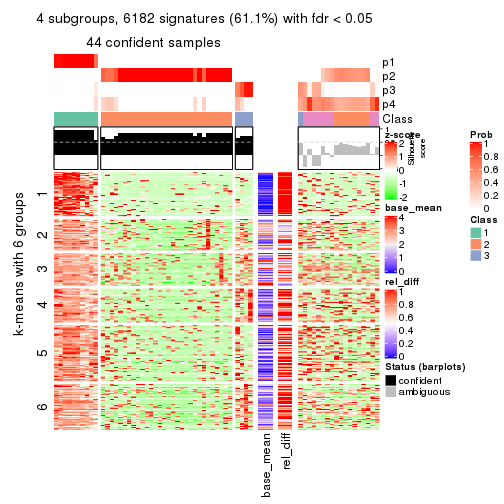 4 subgroups, 6182 signatures (61.1%) with fdr < 0.05
44 confident samples
p1
p2
p3
p4
Class
1
Silhouette
score
k-means with 6 groups
1
2
3
4
5
6
base_mean
rel_diff
z-score
2
1
0
-1
-2
base_mean
4
3
2
1
0
rel_diff
1
0.8
0.6
0.4
0.2
0
Status (barplots)
confident
ambiguous
Prob
1
0.8
0.6
0.4
0.2
0
Class
1
2
3